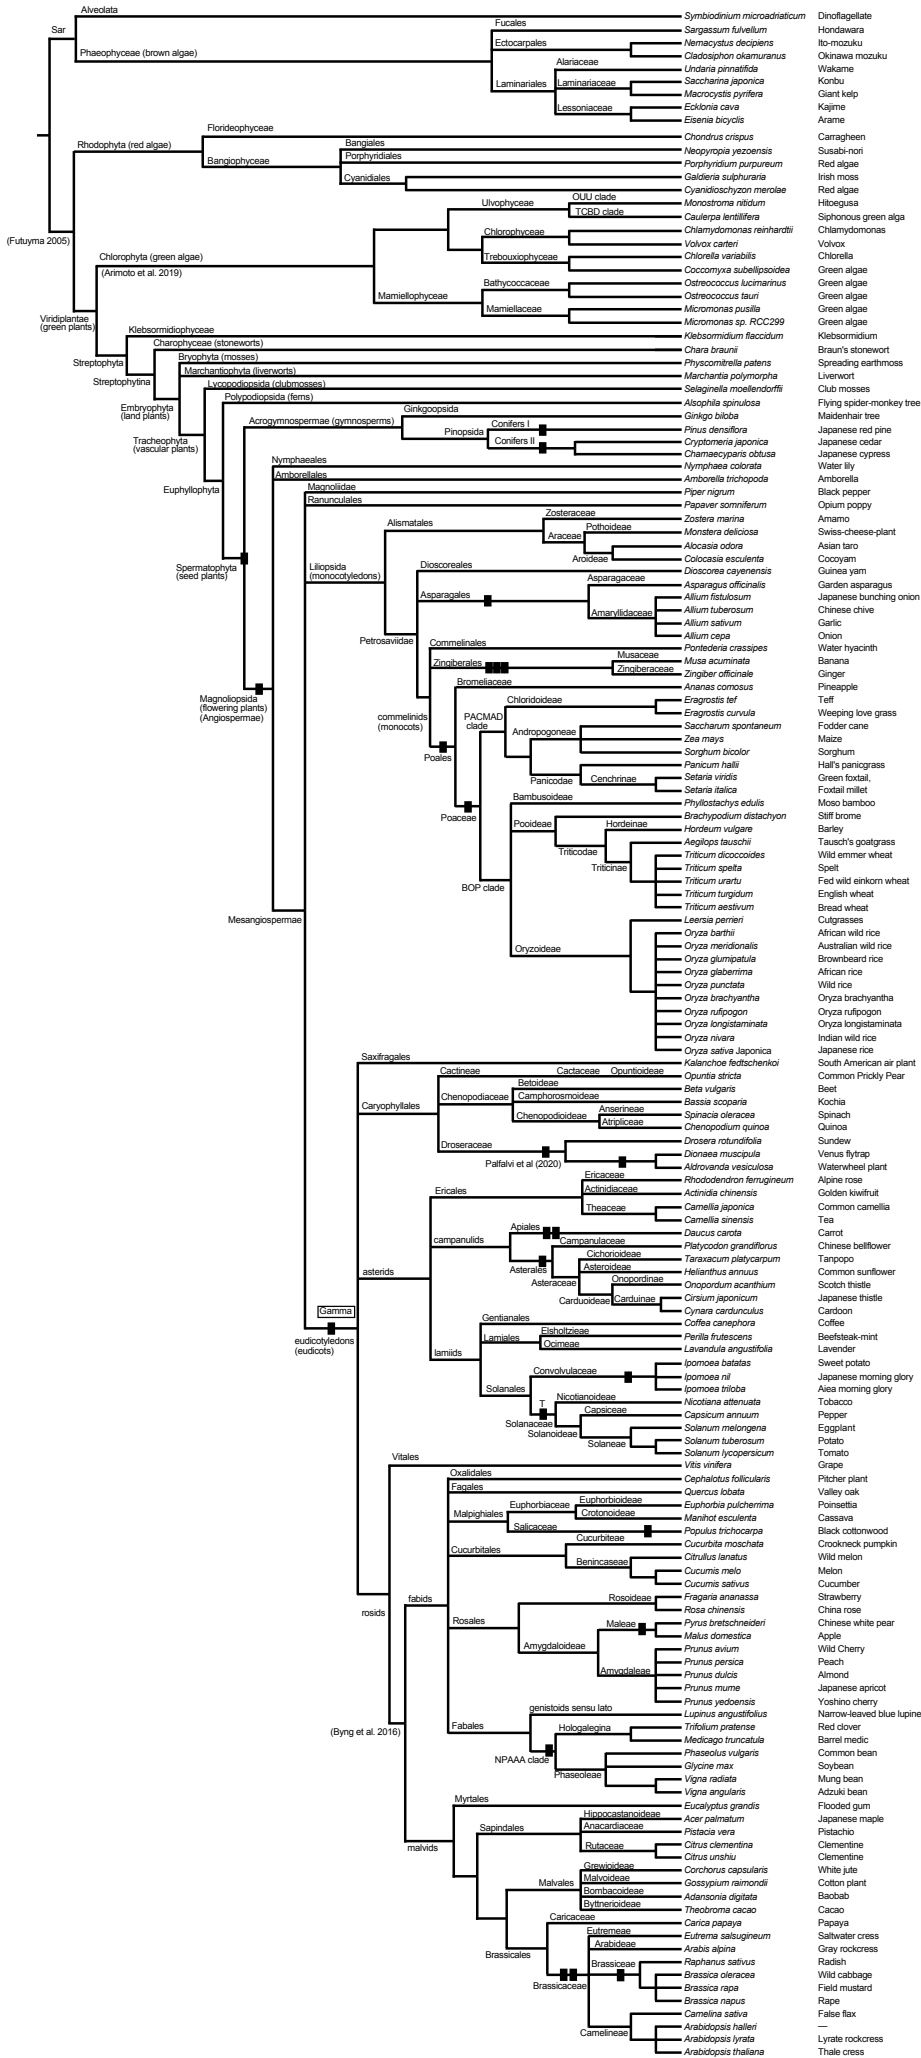 Alveolata
Symbiodinium microadriaticum Dinoflagellate
Sar
Fucales
Sargassum fulvellum Hondawara
Phaeophyceae (brown algae)
Ectocarpales
Nemacystus decipiens Ito-mozuku
Cladosiphon okamuranus Okinawa mozuku
Alariaceae
Undaria pinnatifida Wakame
Laminariales
Laminariaceae
Saccharina japonica Konbu
Macrocystis pyrifera Giant kelp
Lessoniaceae
Ecklonia cava Kajime
Eisenia bicyclis Arame
Florideophyceae
Chondrus crispus Carragheen
Rhodophyta (red algae)
Bangiales
Neopyropia yezoensis Susabi-nori
Bangiophyceae
Porphyridiales
Porphyridium purpureum Red algae
Cyanidiales
Galdieria sulphuraria Irish moss
Cyanidioschyzon merolae Red algae
OUU clade
Ulvophyceae
Monostroma nitidum Hitoegusa
TCBD clade
Caulerpa lentillifera Siphonous green alga
(Futuyma 2005)
Chlorophyceae
Chlamydomonas reinhardtii Chlamydomonas
Volvox carteri Volvox
Chlorophyta (green algae)
(Arimoto et al. 2019)
Trebouxiophyceae
Chlorella variabilis Chlorella
Coccomyxa subellipsoidea Green algae
Bathycoccaceae
Ostreococcus lucimarinus Green algae
Mamiellophyceae
Ostreococcus tauri Green algae
Mamiellaceae
Micromonas pusilla Green algae
Micromonas sp. RCC299 Green algae
Viridiplantae
(green plants)
Klebsormidiophyceae
Klebsormidium flaccidum Klebsormidium
Charophyceae (stoneworts)
Chara braunii Braun's stonewort
Streptophyta
Bryophyta (mosses)
Physcomitrella patens Spreading earthmoss
Marchantiophyta (liverworts)
Marchantia polymorpha Liverwort
Streptophytina
Lycopodiopsida (clubmosses)
Selaginella moellendorffii Club mosses
Polypodiopsida (ferns)
Alsophila spinulosa Flying spider-monkey tree
Embryophyta
(land plants)
Ginkgoopsida
Ginkgo biloba Maidenhair tree
Acrogymnospermae (gymnosperms)
Conifers I
Pinus densiflora Japanese red pine
Pinopsida
Conifers II
Cryptomeria japonica Japanese cedar
Chamaecyparis obtusa Japanese cypress
Tracheophyta
(vascular plants)
Nymphaeales
Nymphaea colorata Water lily
Amborellales
Amborella trichopoda Amborella
Euphyllophyta
Magnoliidae
Piper nigrum Black pepper
Ranunculales
Papaver somniferum Opium poppy
Zosteraceae
Zostera marina Amamo
Alismatales
Pothoideae
Monstera deliciosa Swiss-cheese-plant
Araceae
Alocasia odora Asian taro
Aroideae
Colocasia esculenta Cocoyam
Spermatophyta
(seed plants)
Liliopsida
(monocotyledons)
Dioscoreales
Dioscorea cayensis Guinea yam
Asparagaceae
Asparagus officinalis Garden asparagus
Asparagales
Allium fistulosum Japanese bunching onion
Amaryllidaceae
Allium tuberosum Chinese chive
Allium sativum Garlic
Allium cepa Onion
Petrosaviidae
Commelinales
Pontederia crassipes Water hyacinth
Zingiberales
Musaceae
Musa acuminata Banana
Zingiberaceae
Zingiber officinale Ginger
Bromeliaceae
Ananas comosus Pineapple
Magnoliopsida
(flowering plants)
(Angiospermae)
Chloridoideae
Eragrostis tef Teff
Eragrostis curvula Weeping love grass
commelinids
(monocots)
PACMAD
clade
Andropogoneae
Saccharum spontaneum Fodder cane
Zea mays Maize
Sorghum bicolor Sorghum
Poales
Panicodae
Panicum hallii Hall's panicgrass
Cenchrinae
Setaria viridis Green foxtail,
Setaria italica Foxtail millet
Poaceae
Bambusoideae
Phyllostachys edulis Moso bamboo
Brachypodium distachyon Stiff brome
Pooideae
Hordeinae
Hordeum vulgare Barley
Triticodae
Aegilops tauschii Tausch's goatgrass
Triticum dicoccoides Wild emmer wheat
Triticinae
Triticum spelta Spelt
Triticum urartu Fed wild einkorn wheat
Triticum turgidum English wheat
BOP clade
Triticum aestivum Bread wheat
Mesangiospermae
Leersia perrieri Cutgrasses
Oryza barthii African wild rice
Oryza meridionalis Australian wild rice
Oryzoideae
Oryza glumipatula Brownbeard rice
Oryza glaberrima African rice
Oryza punctata Wild rice
Oryza brachyantha Oryza brachyantha
Oryza rufipogon Oryza rufipogon
Oryza longistaminata Oryza longistaminata
Oryza nivara Indian wild rice
Oryza sativa Japonica Japanese rice
Saxifragales
Kalanchoe fedtschenkoi South American air plant
Cactineae Cactaceae Opuntioideae
Opuntia stricta Common Prickly Pear
Betoideae
Beta vulgaris Beet
Chenopodiaceae
Camphorosmoideae
Bassia scoparia Kochia
Caryophyllales
Anserineae
Spinacia oleracea Spinach
Chenopodioideae
Atripliceae
Chenopodium quinoa Quinoa
Droseraceae
Drosera rotundifolia Sundew
Palfalvi et al (2020)
Dionaea muscipula Venus flytrap
Aldrovanda vesiculosa Waterwheel plant
Ericaceae
Rhododendron ferrugineum Alpine rose
Ericales
Actinidiaceae
Actinidia chinensis Golden kiwifruit
Theaceae
Camellia japonica Common camellia
Camellia sinensis Tea
Apiales
Daucus carota Carrot
campanulids
Campanulaceae
Platycodon grandiflorus Chinese bellflower
Asterales
Cichorioideae
Taraxacum platycarpum Tanpopo
asterids
Asteroideae
Helianthus annuus Common sunflower
Asteraceae
Onopordinae
Onopordum acanthium Scotch thistle
Carduoideae
Carduinae
Cirsium japonicum Japanese thistle
Cynara cardunculus Cardoon
Gamma
eudicotyledons
(eudicots)
Gentianales
Coffea canephora Coffee
Lamiales
Elsholtzieae
Perilla frutescens Beefsteak-mint
Ocimeae
Lavandula angustifolia Lavender
lamiids
Convolvulaceae
Ipomoea batatas Sweet potato
Ipomoea nil Japanese morning glory
Ipomoea triloba Aiea morning glory
Solanales
T
Nicotianoideae
Nicotiana attenuata Tobacco
Solanaceae
Capsiceae
Capsicum annuum Pepper
Solanoideae
Solanum melongena Eggplant
Solaneae
Solanum tuberosum Potato
Solanum lycopersicum Tomato
Vitales
Vitis vinifera Grape
Oxalidales
Cephalotus follicularis Pitcher plant
Fagales
Quercus lobata Valley oak
Euphorbiaceae
Euphorbioideae
Euphorbia pulcherrima Poinsettia
Malpighiales
Crotonoideae
Manihot esculenta Cassava
Salicaceae
Populus trichocarpa Black cottonwood
Cucurbiteae
Cucurbita moschata Crookneck pumpkin
Cucurbitales
Citrullus lanatus Wild melon
Benincaseae
Cucumis melo Melon
Cucumis sativus Cucumber
fabids
Rosoideae
Fragaria ananassa Strawberry
rosids
Rosa chinensis China rose
Rosales
Maleae
Pyrus bretschneideri Chinese white pear
Malus domestica Apple
Amygdaloideae
Prunus avium Wild Cherry
Prunus persica Peach
Amygdaleae
Prunus dulcis Almond
Prunus mume Japanese apricot
Prunus yedoensis Yoshino cherry
genistoids sensu lato
Lupinus angustifolius Narrow-leaved blue lupine
(Byng et al. 2016)
Fabales
Hologalegina
Trifolium pratense Red clover
Medicago truncatula Barrel medic
NPAAA clade
Phaseolus vulgaris Common bean
Phaseoleae
Glycine max Soybean
Vigna radiata Mung bean
Vigna angularis Adzuki bean
Myrtales
Eucalyptus grandis Flooded gum
Hippocastanoideae
Acer palmatum Japanese maple
Sapindales
Anacardiaceae
Pistacia vera Pistachio
malvids
Rutaceae
Citrus clementina Clementine
Citrus unshiu Clementine
Grewioideae
Corchorus capsularis White jute
Malvales
Malvoideae
Gossypium raimondii Cotton plant
Bombacoideae
Adansonia digitata Baobab
Byttnerioideae
Theobroma cacao Cacao
Caricaceae
Carica papaya Papaya
Eutremeae
Eutrema salsugineum Saltwater cress
Brassicales
Arabideae
Arabis alpina Gray rockcress
Brassiceae
Raphanus sativus Radish
Brassicaceae
Brassica oleracea Wild cabbage
Brassica rapa Field mustard
Brassica napus Rape
Camelina sativa False flax
Camelineae
Arabidopsis halleri —
Arabidopsis lyrata Lyrate rockcress
Arabidopsis thaliana Thale cress